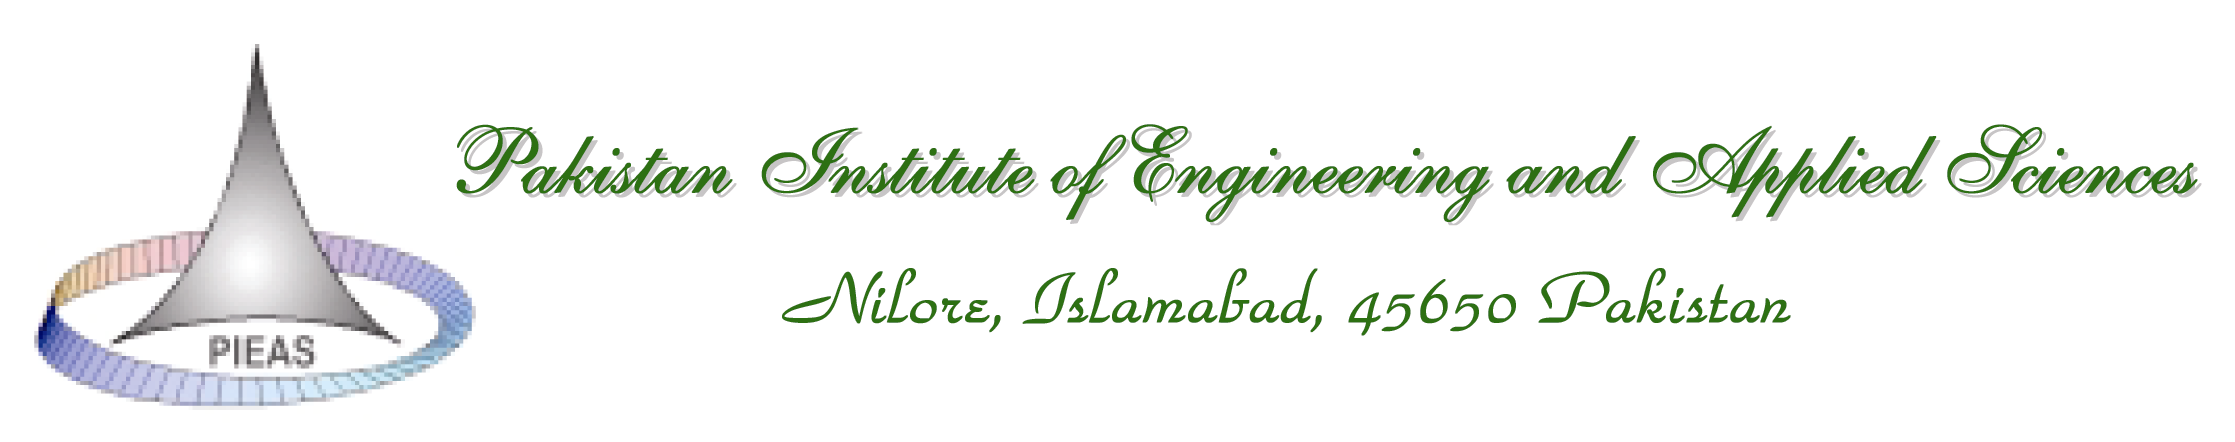 Pakistan Institute of Engineering and Applied Sciences
Nilore, Islamabad, 45650 Pakistan
PIEAS